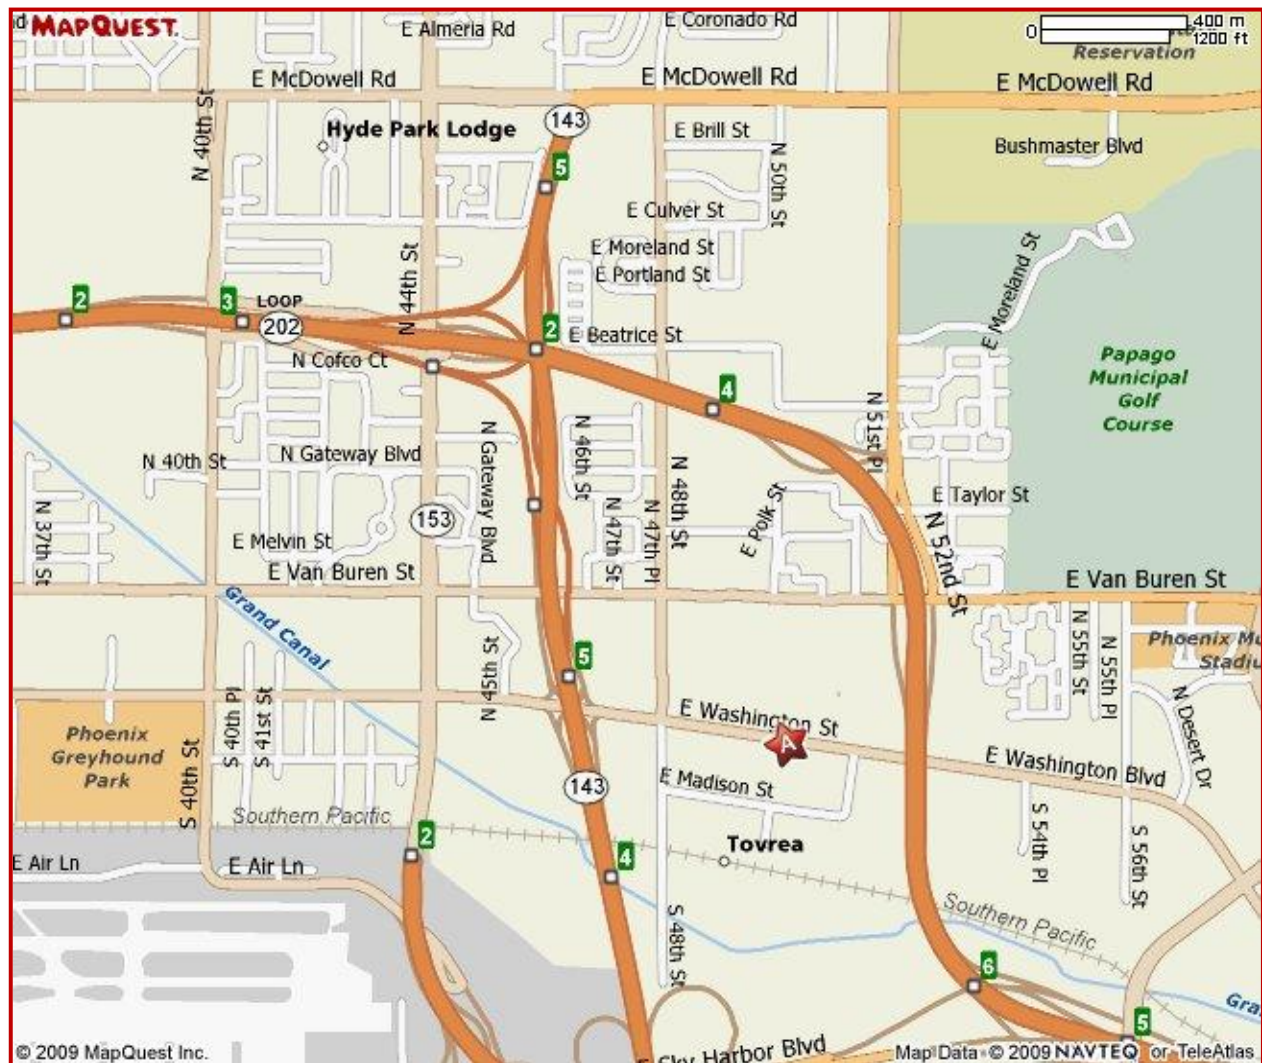 MAPQUEST.
E Almeria Rd
E Coronado Rd
0
400 m
1200 ft
Reservation
E McDowell Rd
E McDowell Rd
E McDowell Rd
N 40th St
Hyde Park Lodge
143
5
E Brill St
N 50th St
Bushmaster Blvd
E Culver St
E Moreland St
E Portland St
N 44th St
E Moreland St
2
3
LOOP
202
2
E Beatrice St
N Cofco Ct
4
Papago
Municipal
Golf
Course
N 51st Pl
N 40th St
N Gateway Blvd
N Gateway Blvd
N 46th St
N 48th St
N 37th St
153
N 47th St
N 47th Pl
E Polk St
E Taylor St
N 52nd St
E Melvin St
E Van Buren St
E Van Buren St
Grand Canal
N 45th St
5
N 55th St
N 55th Pl
Phoenix Mu
Stadiu
N Desert Dr
Phoenix
Greyhound
Park
S 40th St
S 40th Pl
S 41st St
E Washington St
A
E Washington Blvd
143
E Madison St
Southern Pacific
2
4
Tovrea
S 54th Pl
S 56th St
E Air Ln
E Air Ln
S 48th St
Southern Pacific
6
5
Gra
E Sky Harbor Blvd
© 2009 MapQuest Inc.
Map Data © 2009 NAVTEQ or TeleAtlas